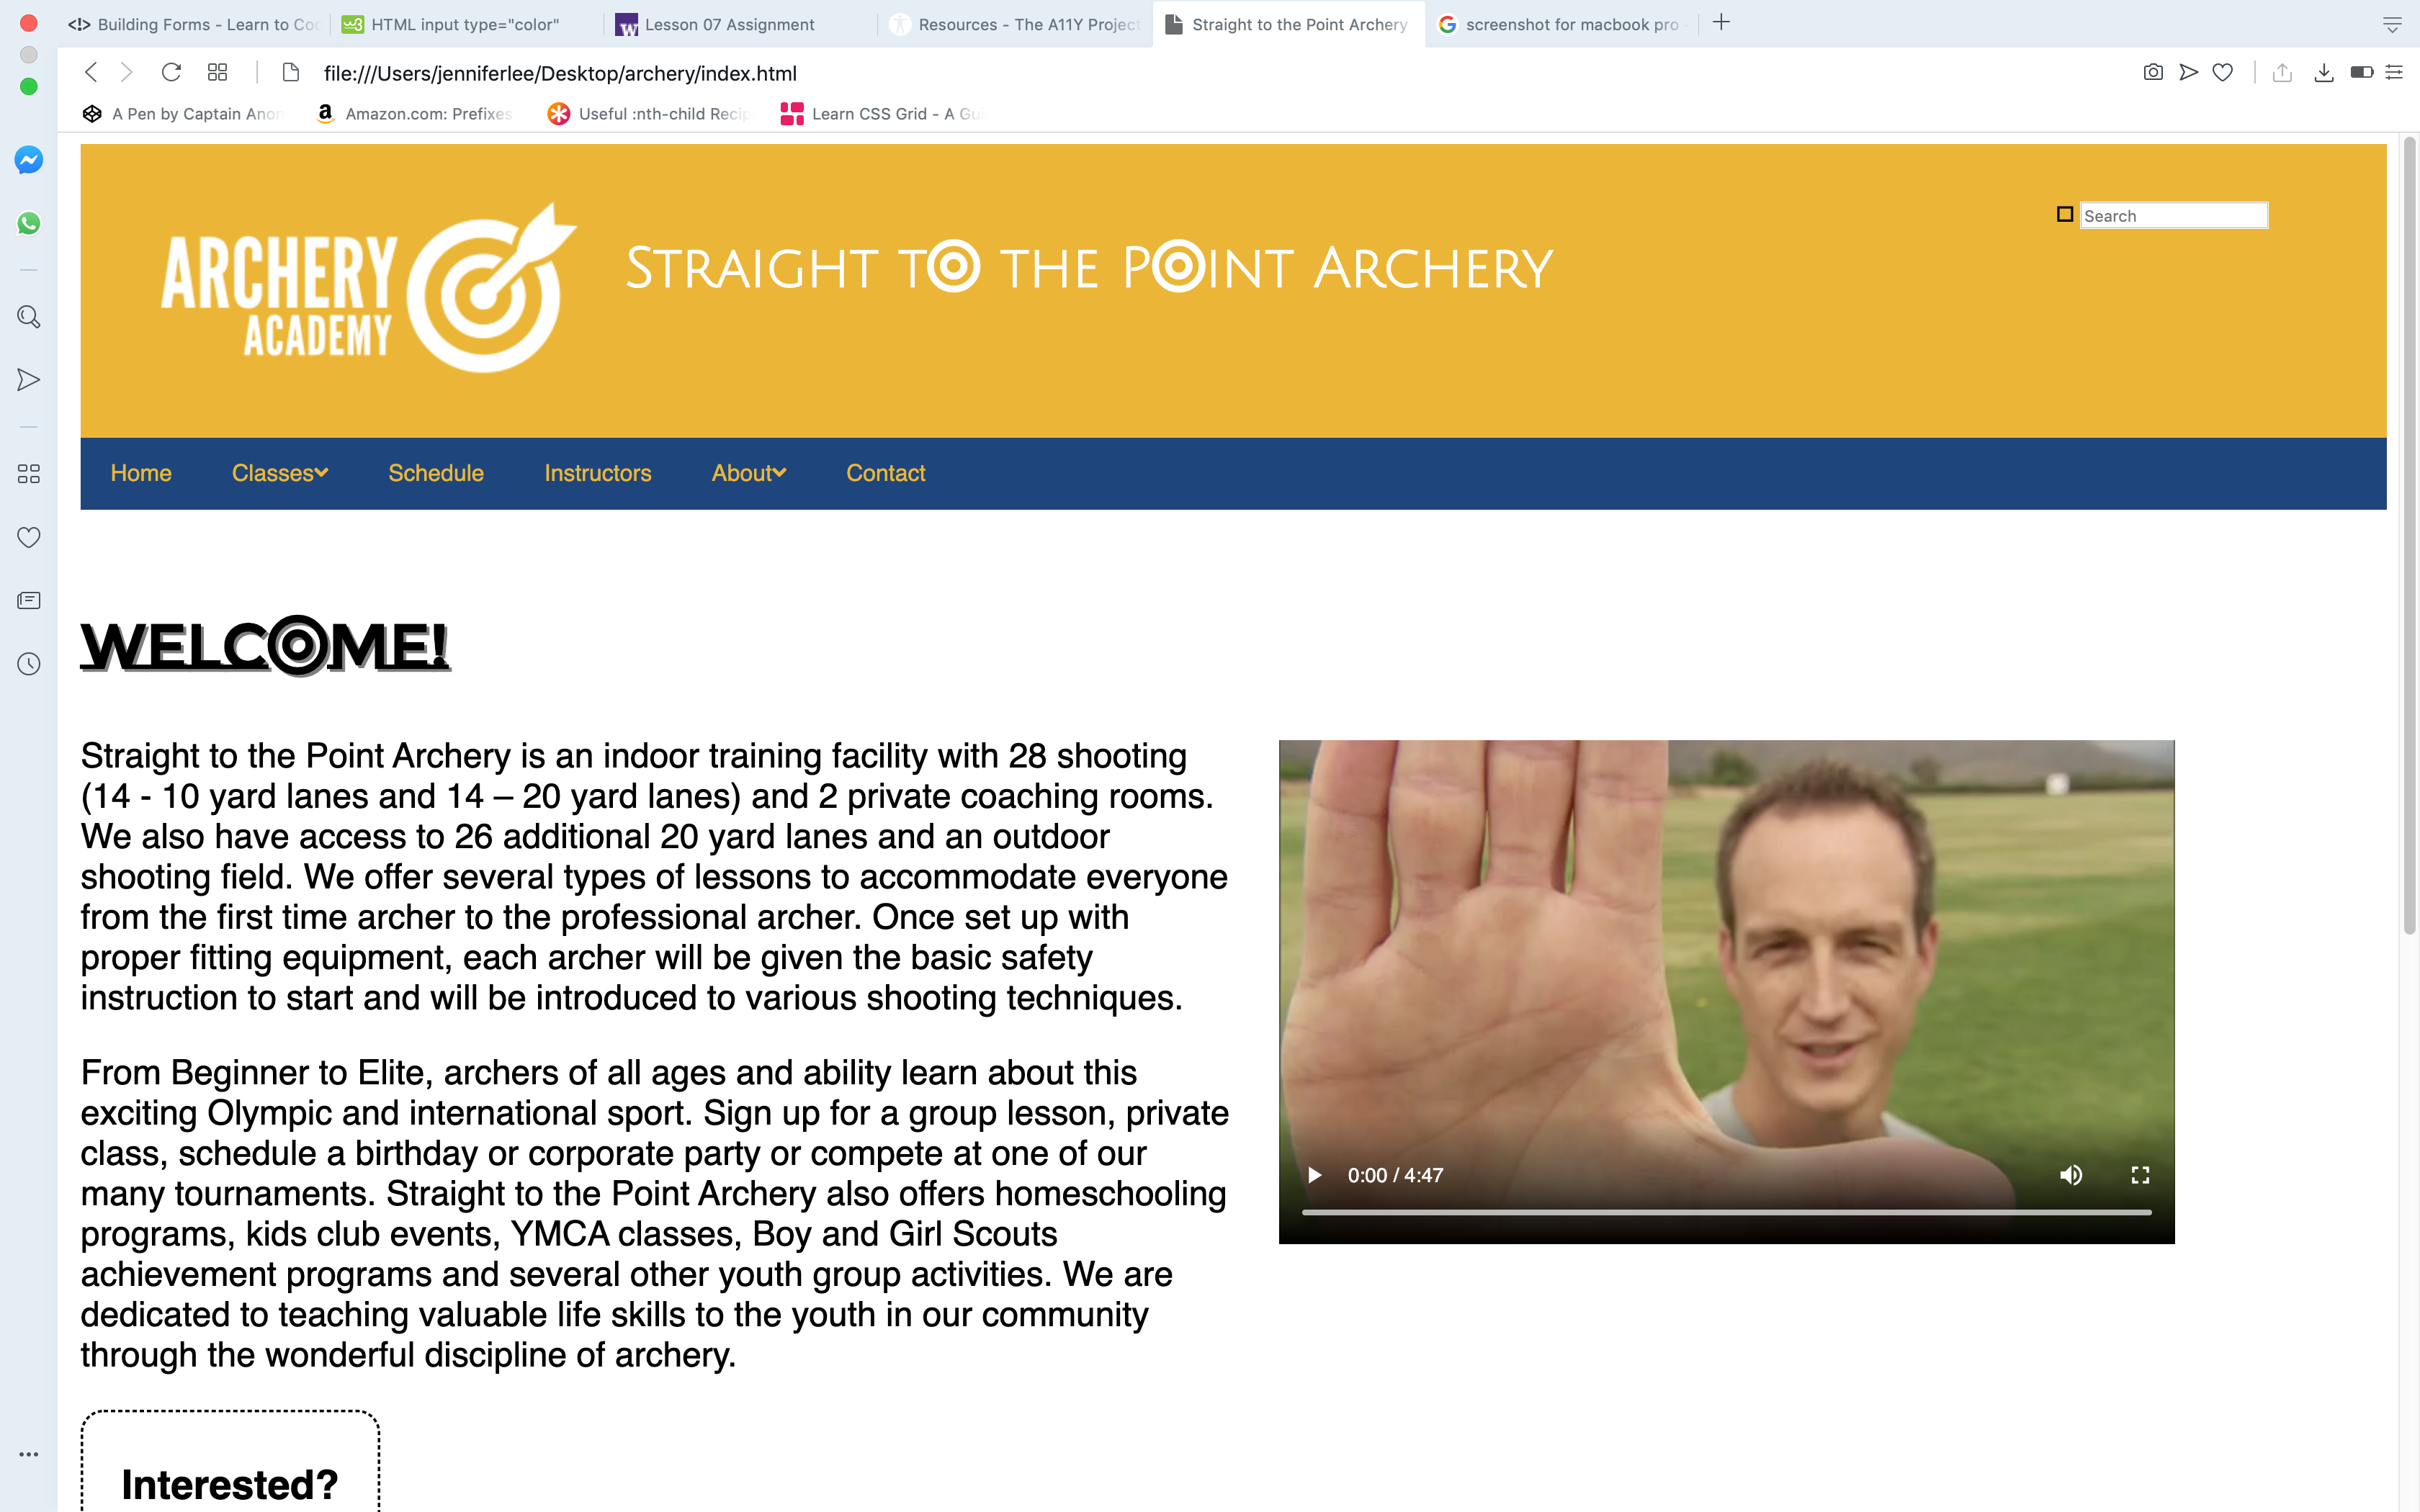 Building Forms - Learn to Co
HTML input type="color"
Lesson 07 Assignment
Resources - The A11Y Project
Straight to the Point Archery
screenshot for macbook pro -
file:///Users/jenniferlee/Desktop/archery/index.html
A Pen by Captain Anon
Amazon.com: Prefixes
Useful :nth-child Recip
Learn CSS Grid - A Gui
ARCHERY
ACADEMY
Straight to the Point Archery
Search
Home
Classes
Schedule
Instructors
About
Contact
WELCOME!
Straight to the Point Archery is an indoor training facility with 28 shooting
(14 - 10 yard lanes and 14 – 20 yard lanes) and 2 private coaching rooms.
We also have access to 26 additional 20 yard lanes and an outdoor
shooting field. We offer several types of lessons to accommodate everyone
from the first time archer to the professional archer. Once set up with
proper fitting equipment, each archer will be given the basic safety
instruction to start and will be introduced to various shooting techniques.
From Beginner to Elite, archers of all ages and ability learn about this
exciting Olympic and international sport. Sign up for a group lesson, private
class, schedule a birthday or corporate party or compete at one of our
many tournaments. Straight to the Point Archery also offers homeschooling
programs, kids club events, YMCA classes, Boy and Girl Scouts
achievement programs and several other youth group activities. We are
dedicated to teaching valuable life skills to the youth in our community
through the wonderful discipline of archery.
0:00 / 4:47
Interested?